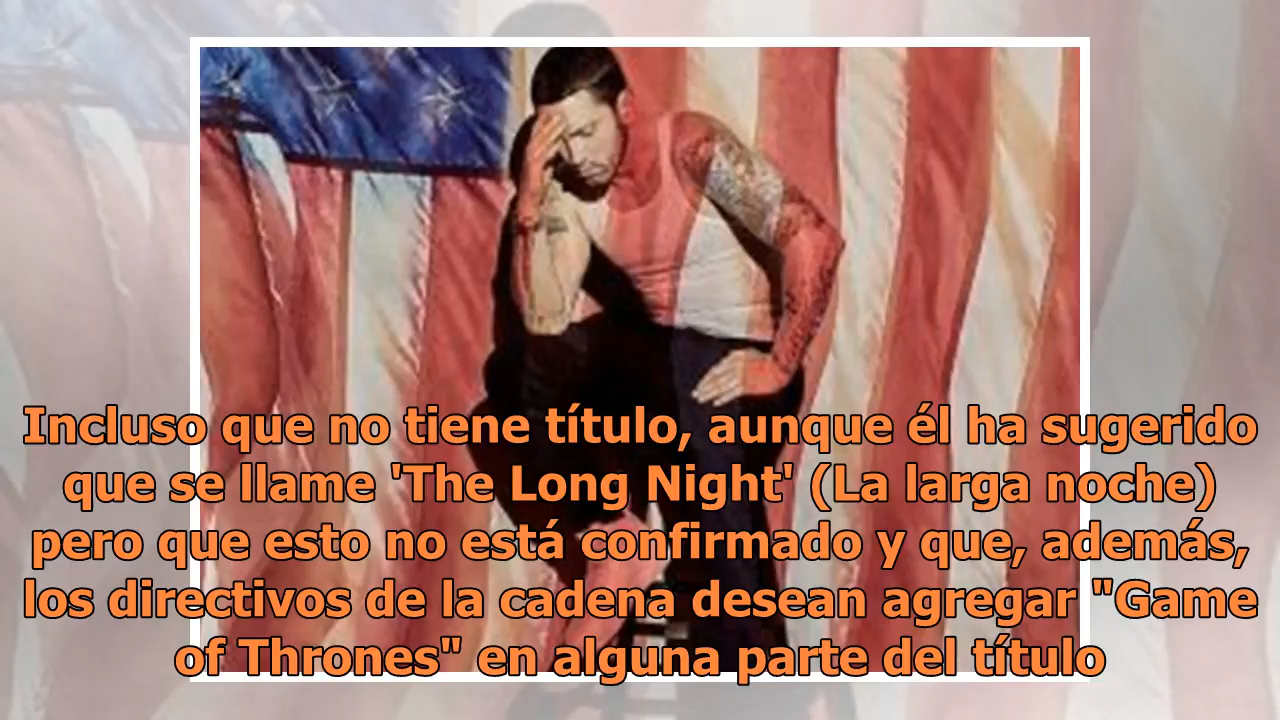 Incluso que no tiene título, aunque él ha sugerido
que se llame 'The Long Night' (La larga noche)
pero que esto no está confirmado y que, además,
los directivos de la cadena desean agregar "Game
of Thrones" en alguna parte del título